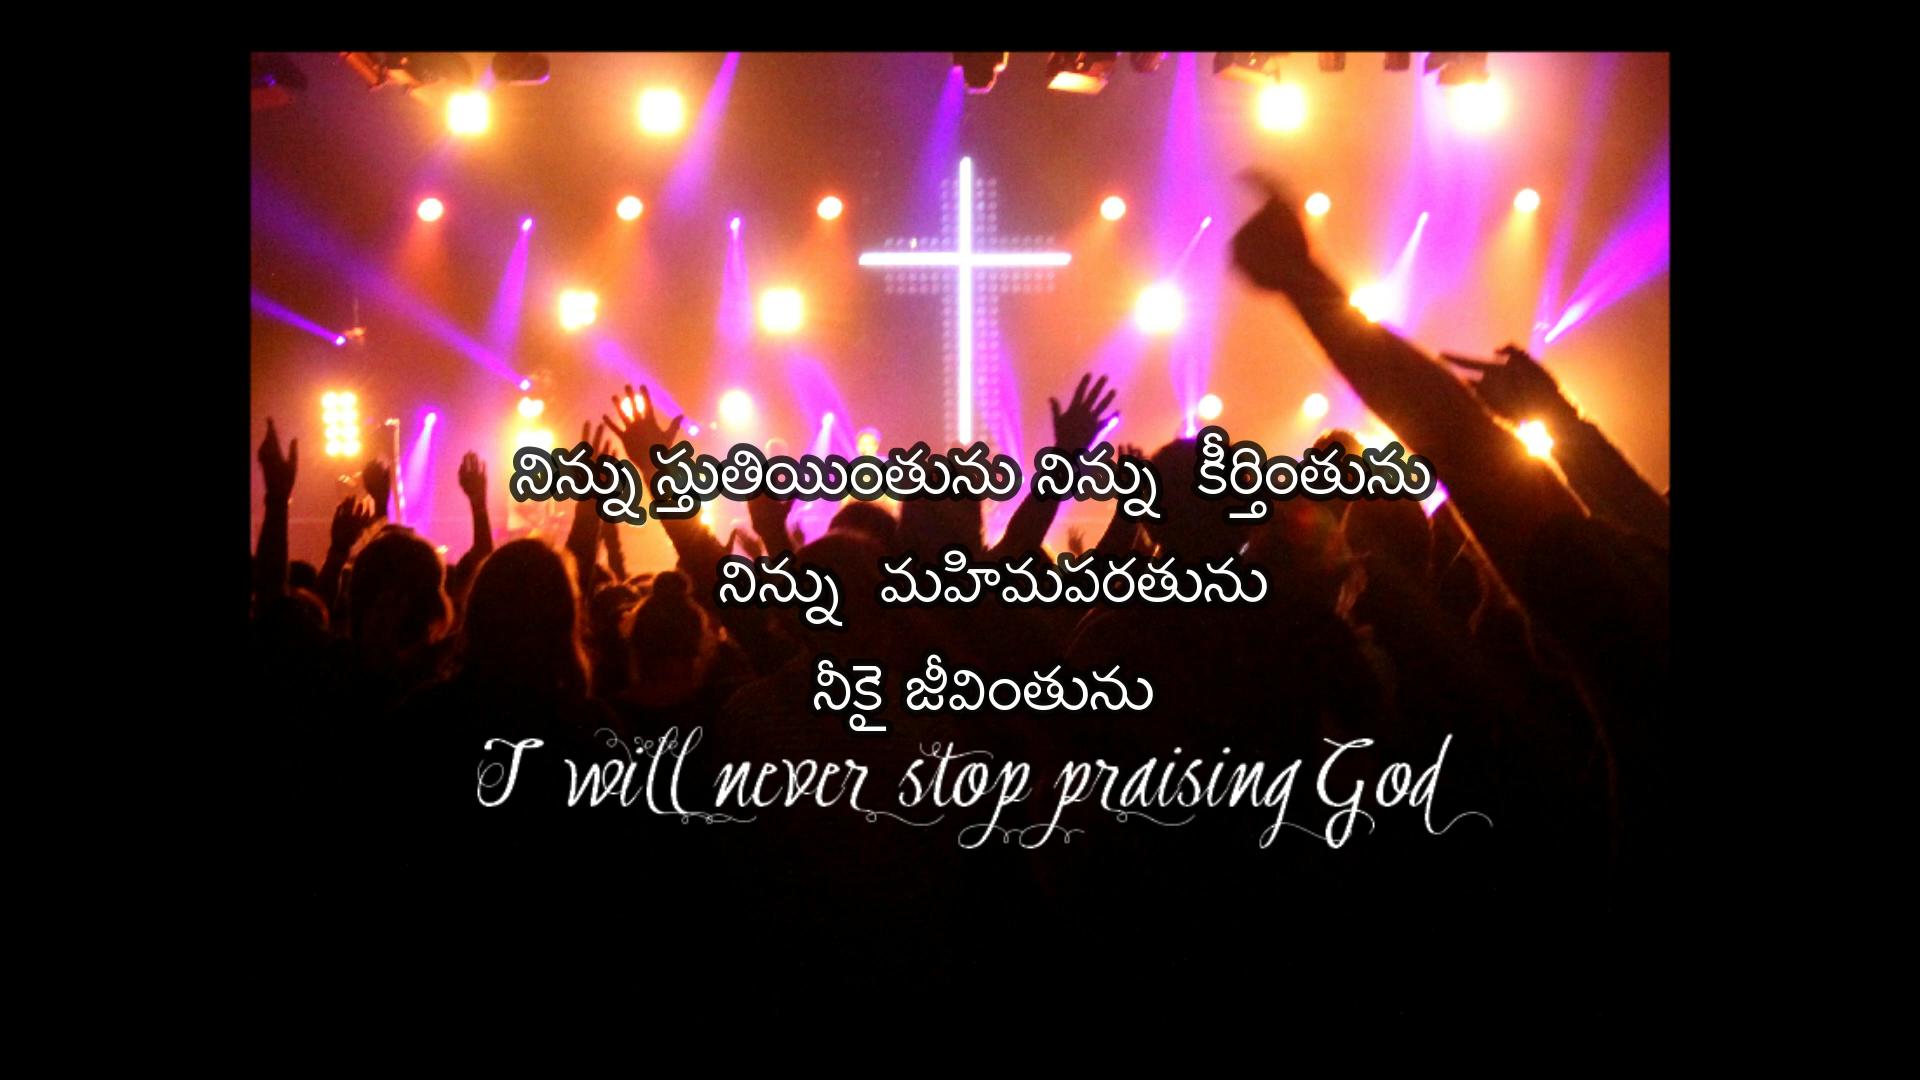 నిన్ను స్తుతియింతును నిన్ను కీర్తింతును
నిన్ను మహిమపరతును
నీకై జీవింతును
I will never stop praising God